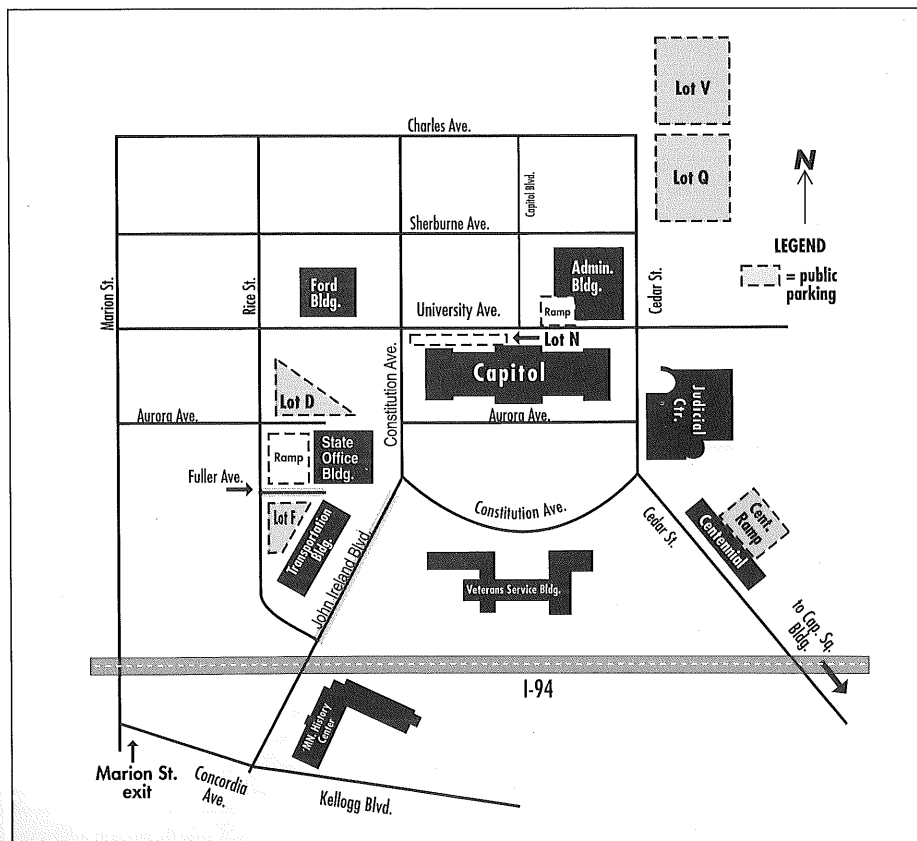 Lot V
Charles Ave.
Lot Q
N
Capitol Blvd.
Sherburne Ave.
LEGEND
= public
parking
Marion St.
Rice St.
Ford
Bldg.
Admin.
Bldg.
Cedar St.
University Ave.
Ramp
Lot N
Constitution Ave.
Capitol
Judicial
Ctr.
Lot D
Aurora Ave.
Aurora Ave.
Ramp
State
Office
Bldg.
Fuller Ave.
Constitution Ave.
Cedar St.
Cent.
Ramp
Centennial
Lot F
Transportation
Bldg.
John Ireland Blvd.
Veterans Service Bldg.
to Cap. Sq.
Bldg.
I-94
MN. History
Center
Marion St.
exit
Concordia
Ave.
Kellogg Blvd.